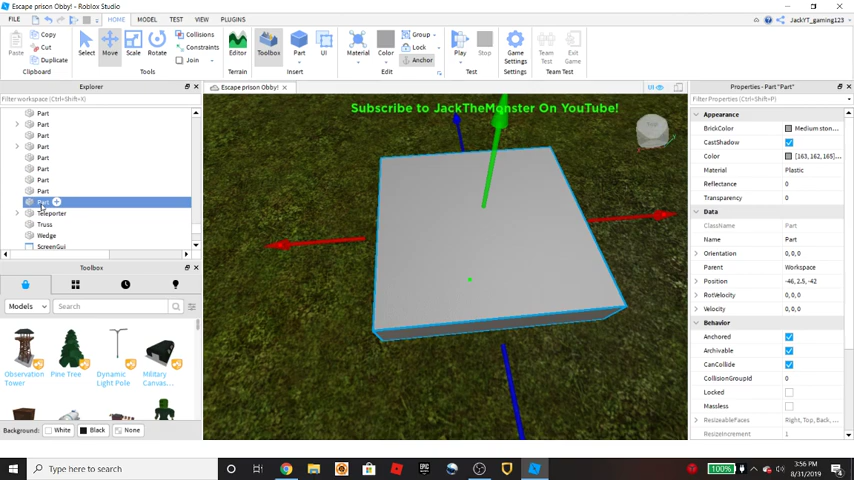 Escape prison Obby! - Roblox Studio
FILE HOME MODEL TEST VIEW PLUGINS JackYT_gaming123
Paste Copy Cut Duplicate
Select Move Scale Rotate Collisions Constraints Join
Editor Toolbox Part UI
Material Color Group Lock Anchor
Play Stop Game Settings Team Test Exit Game
Clipboard Tools Terrain Insert Edit Test Settings Team Test
Explorer
Filter workspace (Ctrl+Shift+X)
Part
Part
Part
Part
Part
Part
Part
Part
Part
Teleporter
Truss
Wedge
ScreenGui
Toolbox
Models Search
Observation Tower
Pine Tree
Dynamic Light Pole
Military Canvas...
Background: White Black None
Escape prison Obby!
UI
Subscribe to JackTheMonster On YouTube!
Properties - Part "Part"
Filter Properties (Ctrl+Shift+P)
Appearance
BrickColor Medium ston...
CastShadow
Color [163, 162, 165]...
Material Plastic
Reflectance 0
Transparency 0
Data
ClassName Part
Name Part
Orientation 0, 0, 0
Parent Workspace
Position -46, 2.5, -42
RotVelocity 0, 0, 0
Velocity 0, 0, 0
Behavior
Anchored
Archivable
CanCollide
CollisionGroupId 0
Locked
Massless
ResizeableFaces Right, Top, Back, ...
ResizeIncrement 1
Type here to search
EPIC
100%
3:56 PM
8/31/2019
4